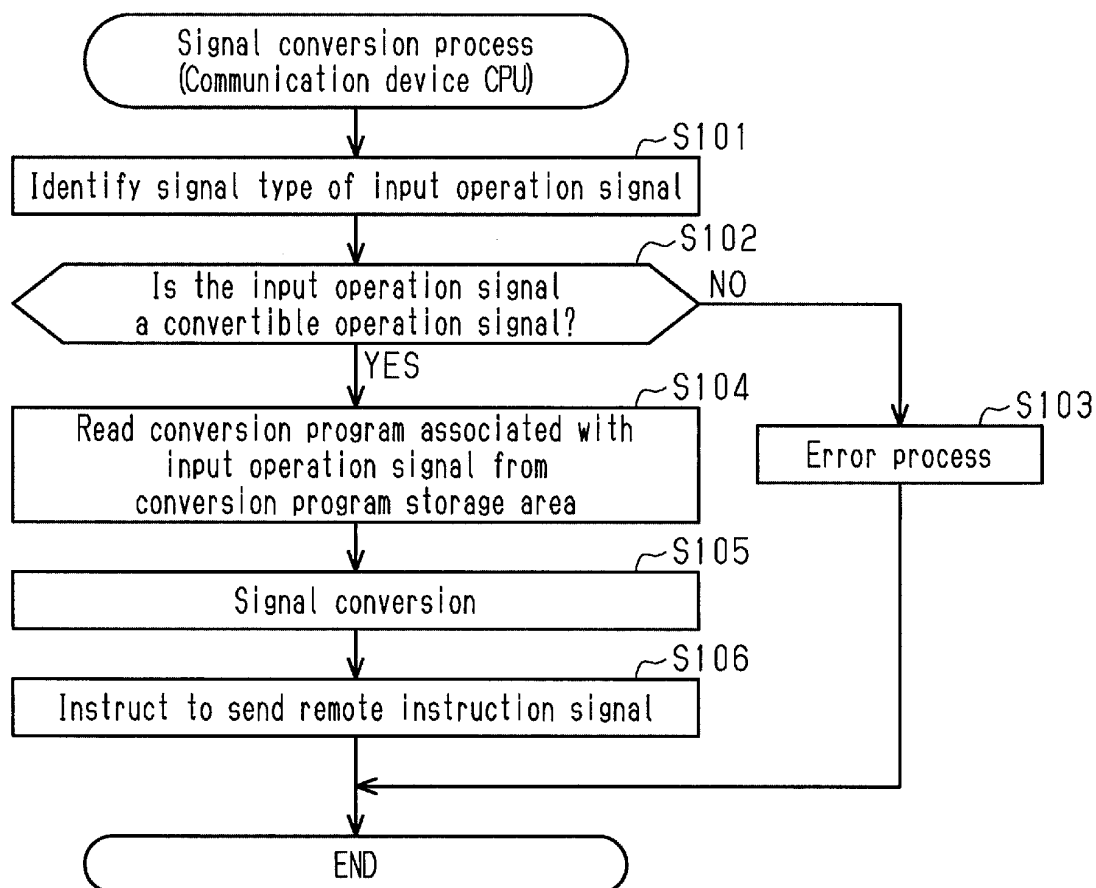 Signal conversion process
(Communication device CPU)
S101
Identify signal type of input operation signal
S102
Is the input operation signal
a convertible operation signal?
NO
YES
S104
Read conversion program associated with
input operation signal from
conversion program storage area
S103
Error process
S105
Signal conversion
S106
Instruct to send remote instruction signal
END